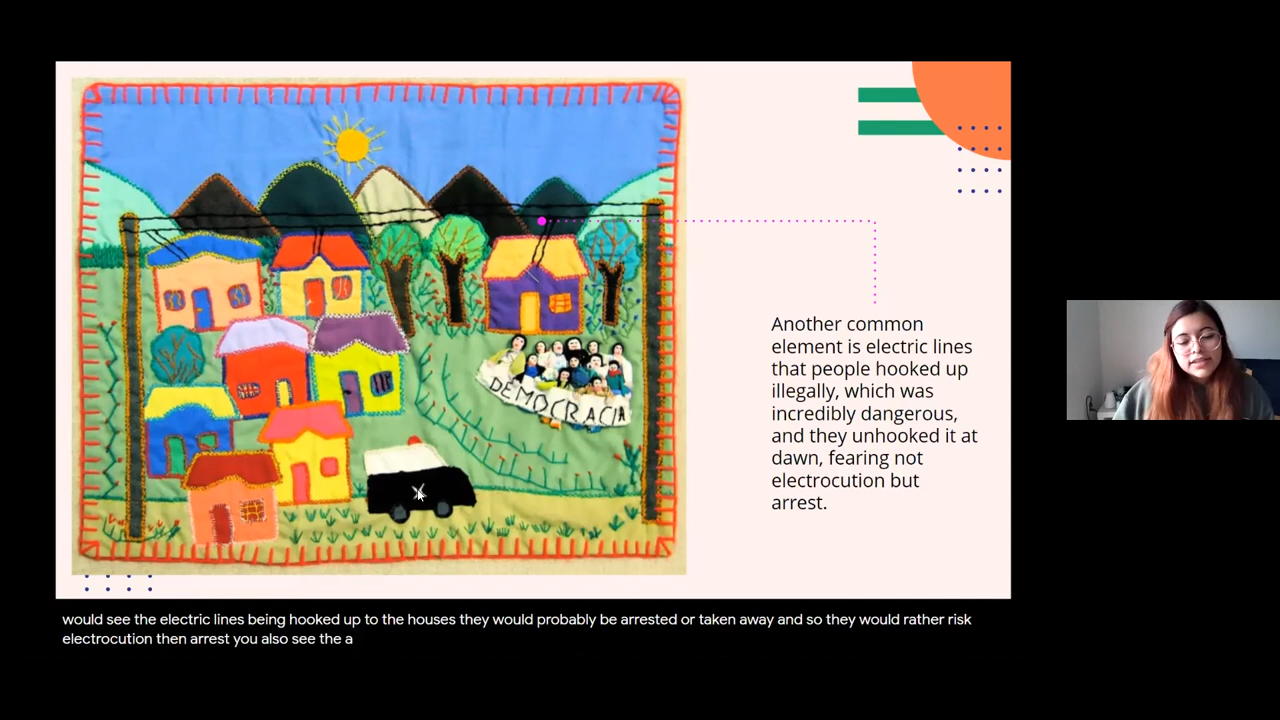 DEMOCRACIA
Another common
element is electric lines
that people hooked up
illegally, which was
incredibly dangerous,
and they unhooked it at
dawn, fearing not
electrocution but
arrest.
would see the electric lines being hooked up to the houses they would probably be arrested or taken away and so they would rather risk
electrocution then arrest you also see the a